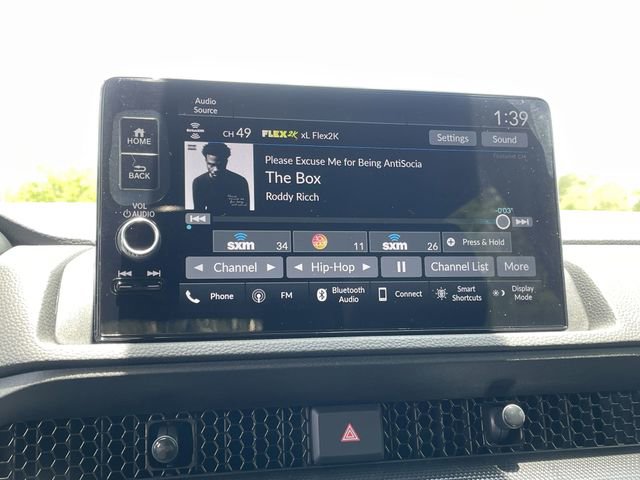 Audio
Source
1:39
HOME
BACK
VOL
AUDIO
CH 49 FLEX2K xL Flex2K
Settings
Sound
Please Excuse Me for Being AntiSocia
The Box
Roddy Ricch
-0'03"
sxm 34
11
sxm 26
Press & Hold
Channel
Hip-Hop
Channel List
More
Phone
FM
Bluetooth
Audio
Connect
Smart
Shortcuts
Display
Mode